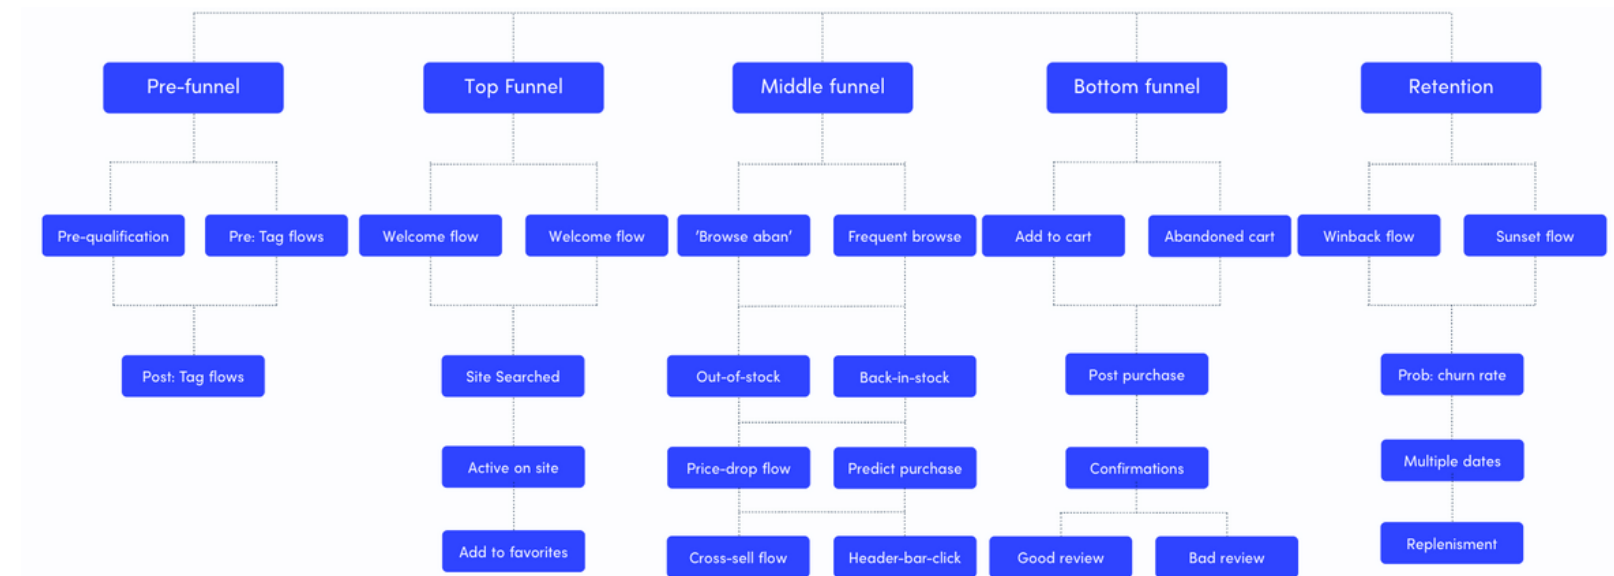 Pre-funnel
Top Funnel
Middle funnel
Bottom funnel
Retention
Pre-qualification
Pre: Tag flows
Welcome flow
Welcome flow
'Browse aban'
Frequent browse
Add to cart
Abandoned cart
Winback flow
Sunset flow
Post: Tag flows
Site Searched
Out-of-stock
Back-in-stock
Post purchase
Prob: churn rate
Active on site
Price-drop flow
Predict purchase
Confirmations
Multiple dates
Add to favorites
Cross-sell flow
Header-bar-click
Good review
Bad review
Replenisment